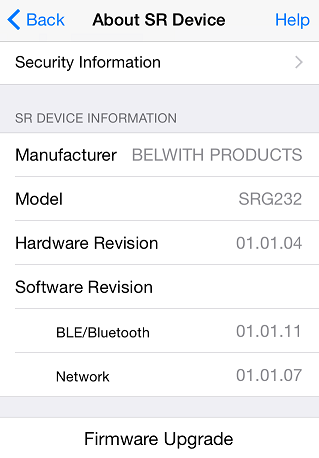 Back About SR Device Help
Security Information
SR DEVICE INFORMATION
Manufacturer BELWITH PRODUCTS
Model SRG232
Hardware Revision 01.01.04
Software Revision
BLE/Bluetooth 01.01.11
Network 01.01.07
Firmware Upgrade